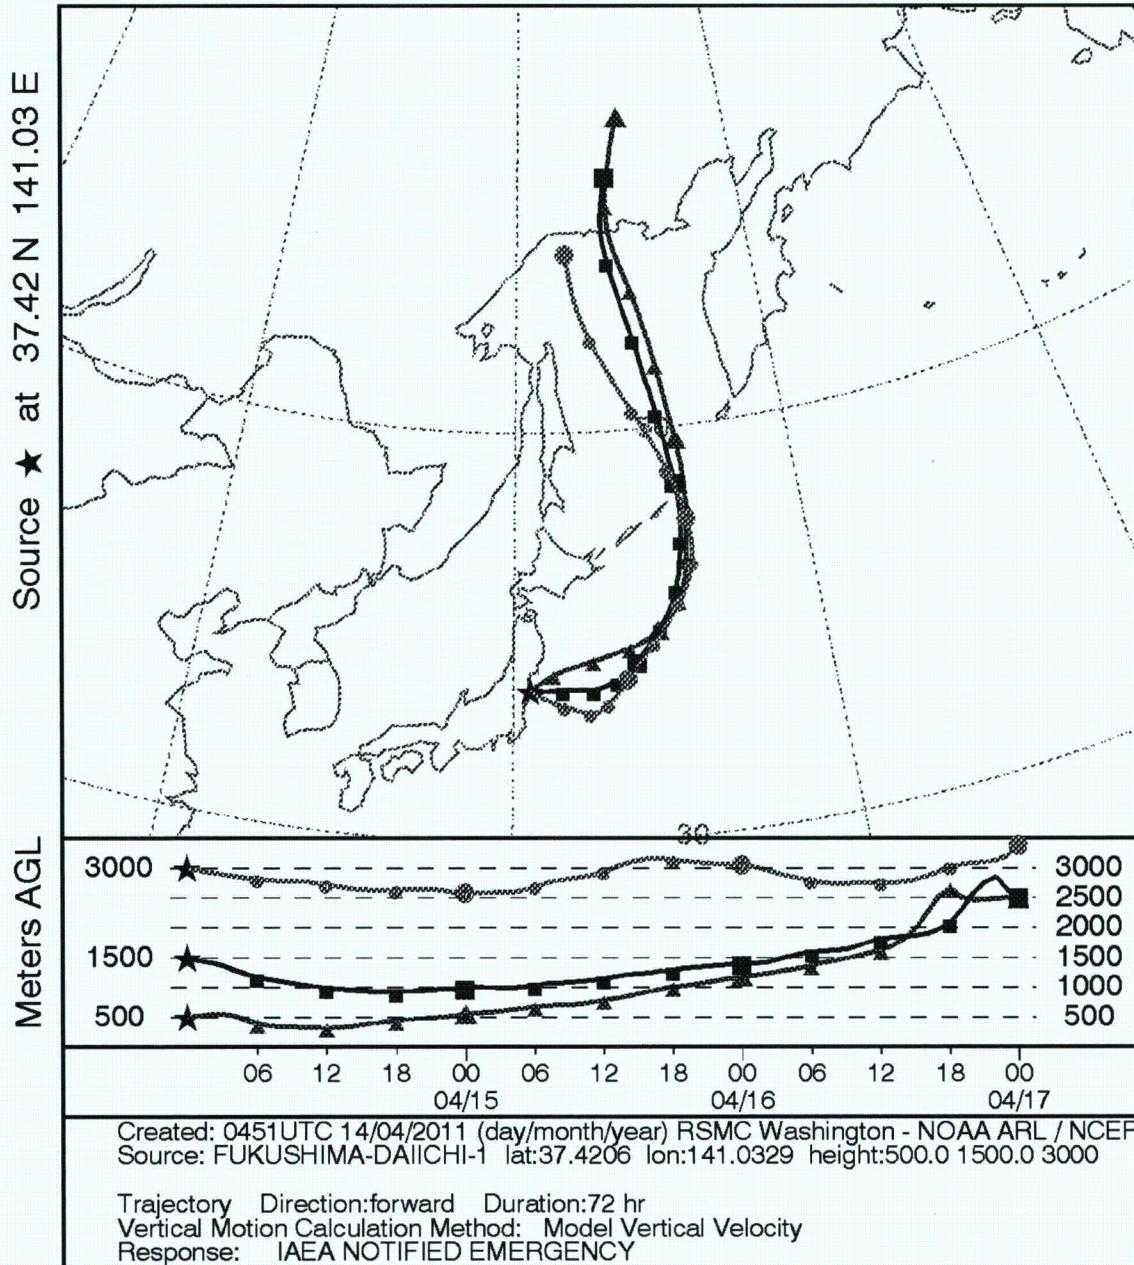 Source ★ at 37.42 N 141.03 E
30
Meters AGL
3000 3000
2500
2000
1500 1500
1000
500 500
06 12 18 00 06 12 18 00 06 12 18 00
04/15 04/16 04/17
Created: 0451UTC 14/04/2011 (day/month/year) RSMC Washington - NOAA ARL / NCEP
Source: FUKUSHIMA-DAIICHI-1 lat:37.4206 lon:141.0329 height:500.0 1500.0 3000
Trajectory Direction:forward Duration:72 hr
Vertical Motion Calculation Method: Model Vertical Velocity
Response: IAEA NOTIFIED EMERGENCY